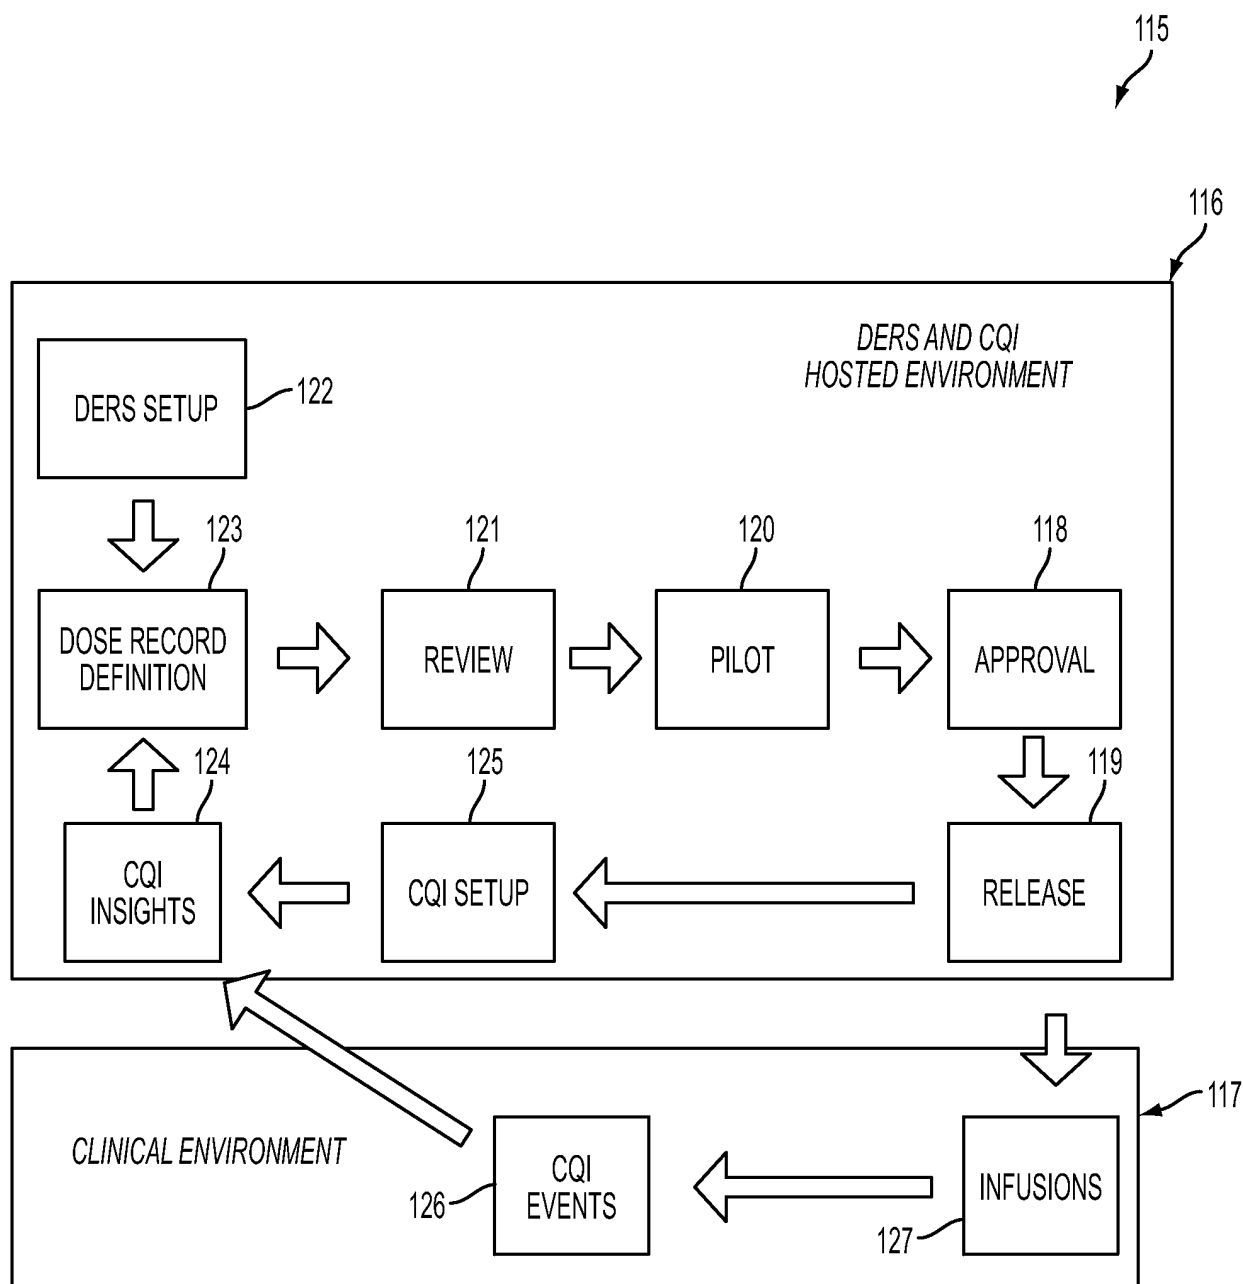 115
116
DERS AND CQI
HOSTED ENVIRONMENT
DERS SETUP
122
123
121
120
118
DOSE RECORD
DEFINITION
REVIEW
PILOT
APPROVAL
124
125
119
CQI
INSIGHTS
CQI SETUP
RELEASE
117
CLINICAL ENVIRONMENT
CQI
EVENTS
126
INFUSIONS
127